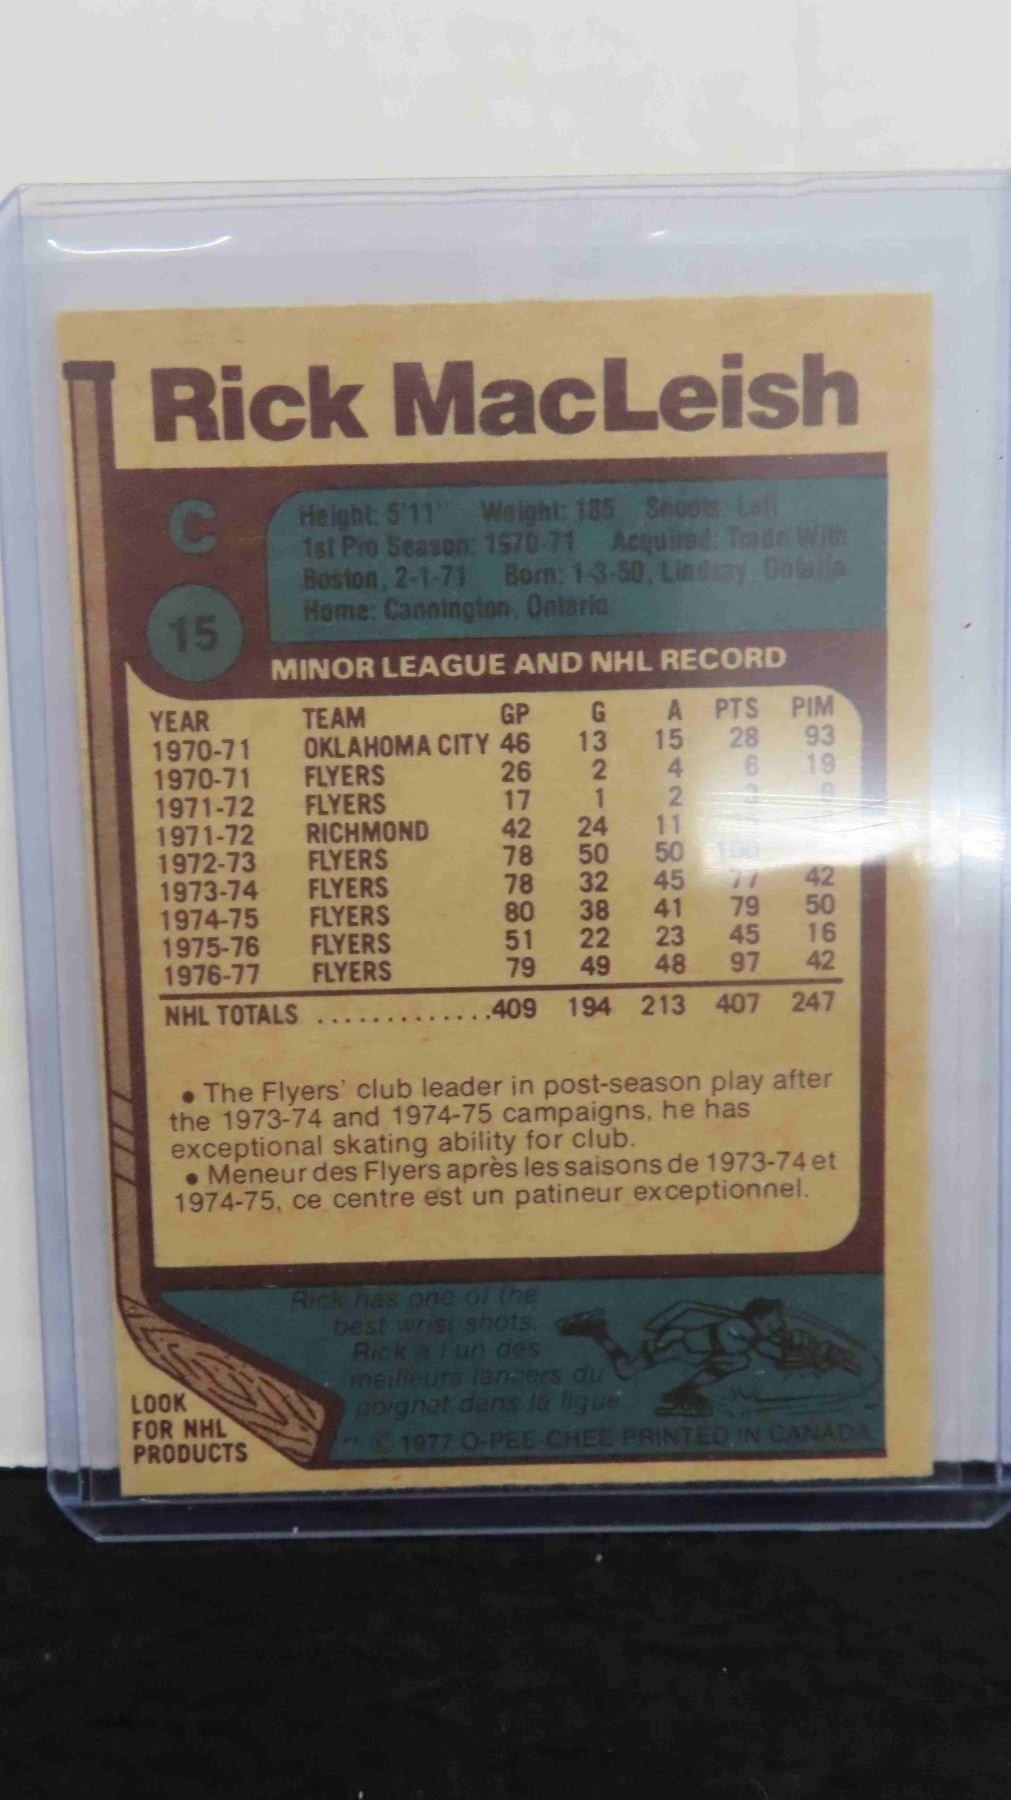 Rick MacLeish
C
15
Height: 5'11" Weight: 185 Shoots: Left
1st Pro Season: 1970-71 Acquired: Trade With
Boston, 2-1-71 Born: 1-3-50, Lindsay, Ontario
Home: Cannington, Ontario
MINOR LEAGUE AND NHL RECORD
YEAR TEAM GP G A PTS PIM
1970-71 OKLAHOMA CITY 46 13 15 28 93
1970-71 FLYERS 26 2 4 6 19
1971-72 FLYERS 17 1 2 3 8
1971-72 RICHMOND 42 24 11
1972-73 FLYERS 78 50 50 100
1973-74 FLYERS 78 32 45 77 42
1974-75 FLYERS 80 38 41 79 50
1975-76 FLYERS 51 22 23 45 16
1976-77 FLYERS 79 49 48 97 42
NHL TOTALS .............409 194 213 407 247
• The Flyers' club leader in post-season play after
the 1973-74 and 1974-75 campaigns, he has
exceptional skating ability for club.
• Meneur des Flyers après les saisons de 1973-74 et
1974-75, ce centre est un patineur exceptionnel.
Rick has one of the
best wrist shots.
Rick a l'un des
meilleurs lancers du
poignet dans la ligue.
** © 1977 O-PEE-CHEE PRINTED IN CANADA
LOOK
FOR NHL
PRODUCTS